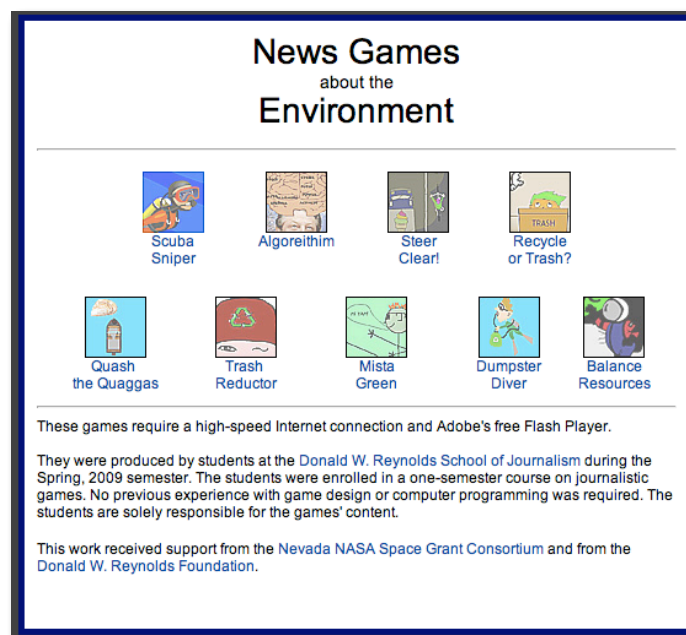 News Games
about the
Environment
TRASH
Scuba
Sniper
Algoreithim
Steer
Clear!
Recycle
or Trash?
Quash
the Quaggas
Trash
Reductor
Mista
Green
Dumpster
Diver
Balance
Resources
These games require a high-speed Internet connection and Adobe's free Flash Player.
They were produced by students at the Donald W. Reynolds School of Journalism during the
Spring, 2009 semester. The students were enrolled in a one-semester course on journalistic
games. No previous experience with game design or computer programming was required. The
students are solely responsible for the games' content.
This work received support from the Nevada NASA Space Grant Consortium and from the
Donald W. Reynolds Foundation.